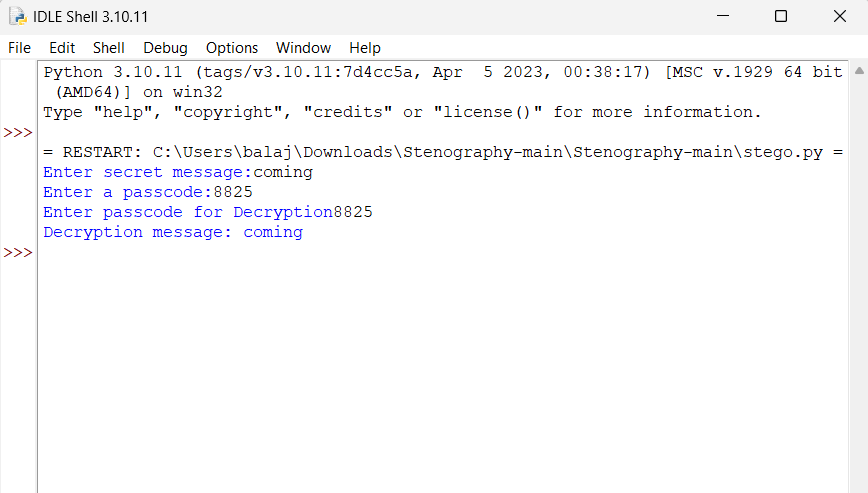 IDLE Shell 3.10.11
File Edit Shell Debug Options Window Help
Python 3.10.11 (tags/v3.10.11:7d4cc5a, Apr  5 2023, 00:38:17) [MSC v.1929 64 bit
 (AMD64)] on win32
Type "help", "copyright", "credits" or "license()" for more information.
>>>
= RESTART: C:\Users\balaj\Downloads\Stenography-main\Stenography-main\stego.py =
Enter secret message:coming
Enter a passcode:8825
Enter passcode for Decryption8825
Decryption message: coming
>>>